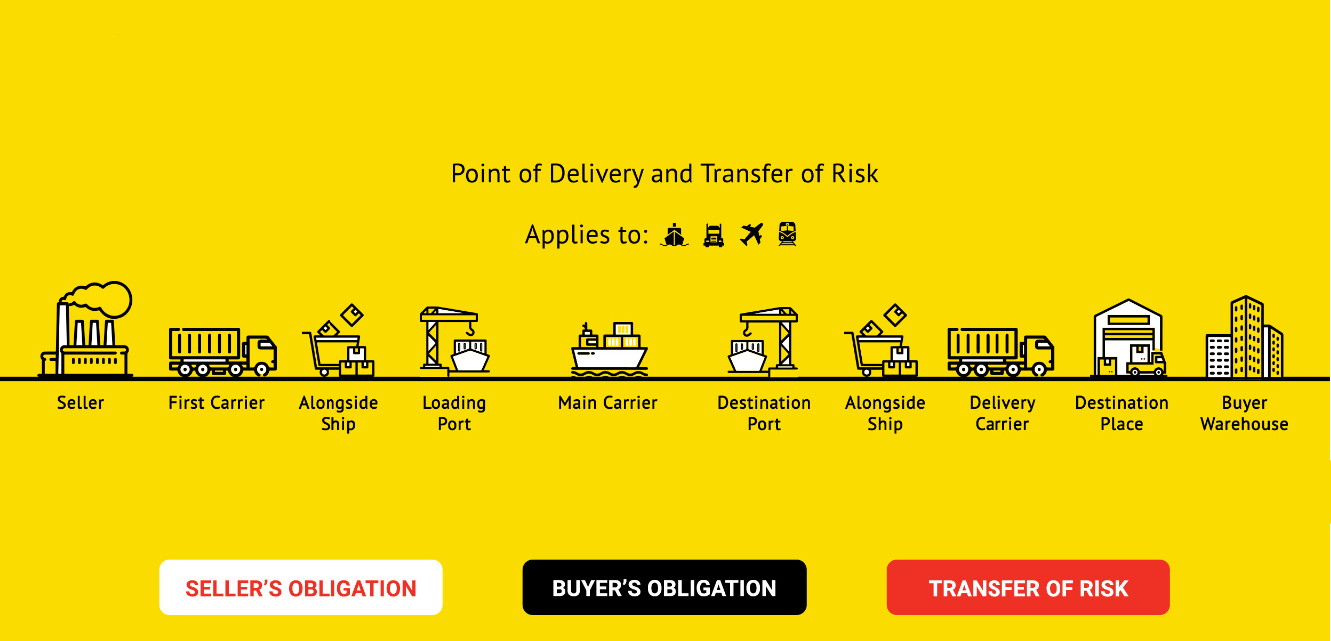 Point of Delivery and Transfer of Risk
Applies to:
Seller
First Carrier
Alongside
Ship
Loading
Port
Main Carrier
Destination
Port
Alongside
Ship
Delivery
Carrier
Destination
Place
Buyer
Warehouse
SELLER’S OBLIGATION
BUYER’S OBLIGATION
TRANSFER OF RISK